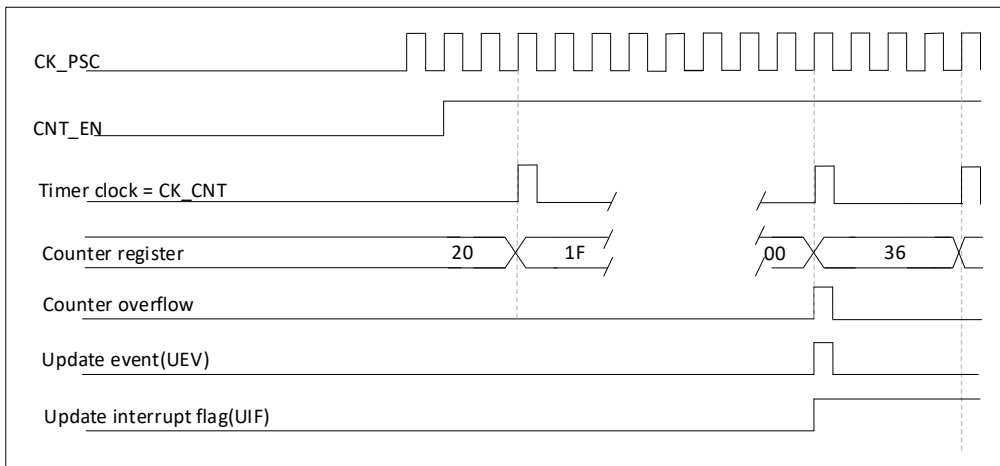 CK_PSC
CNT_EN
Timer clock = CK_CNT
Counter register 20 1F 00 36
Counter overflow
Update event(UEV)
Update interrupt flag(UIF)